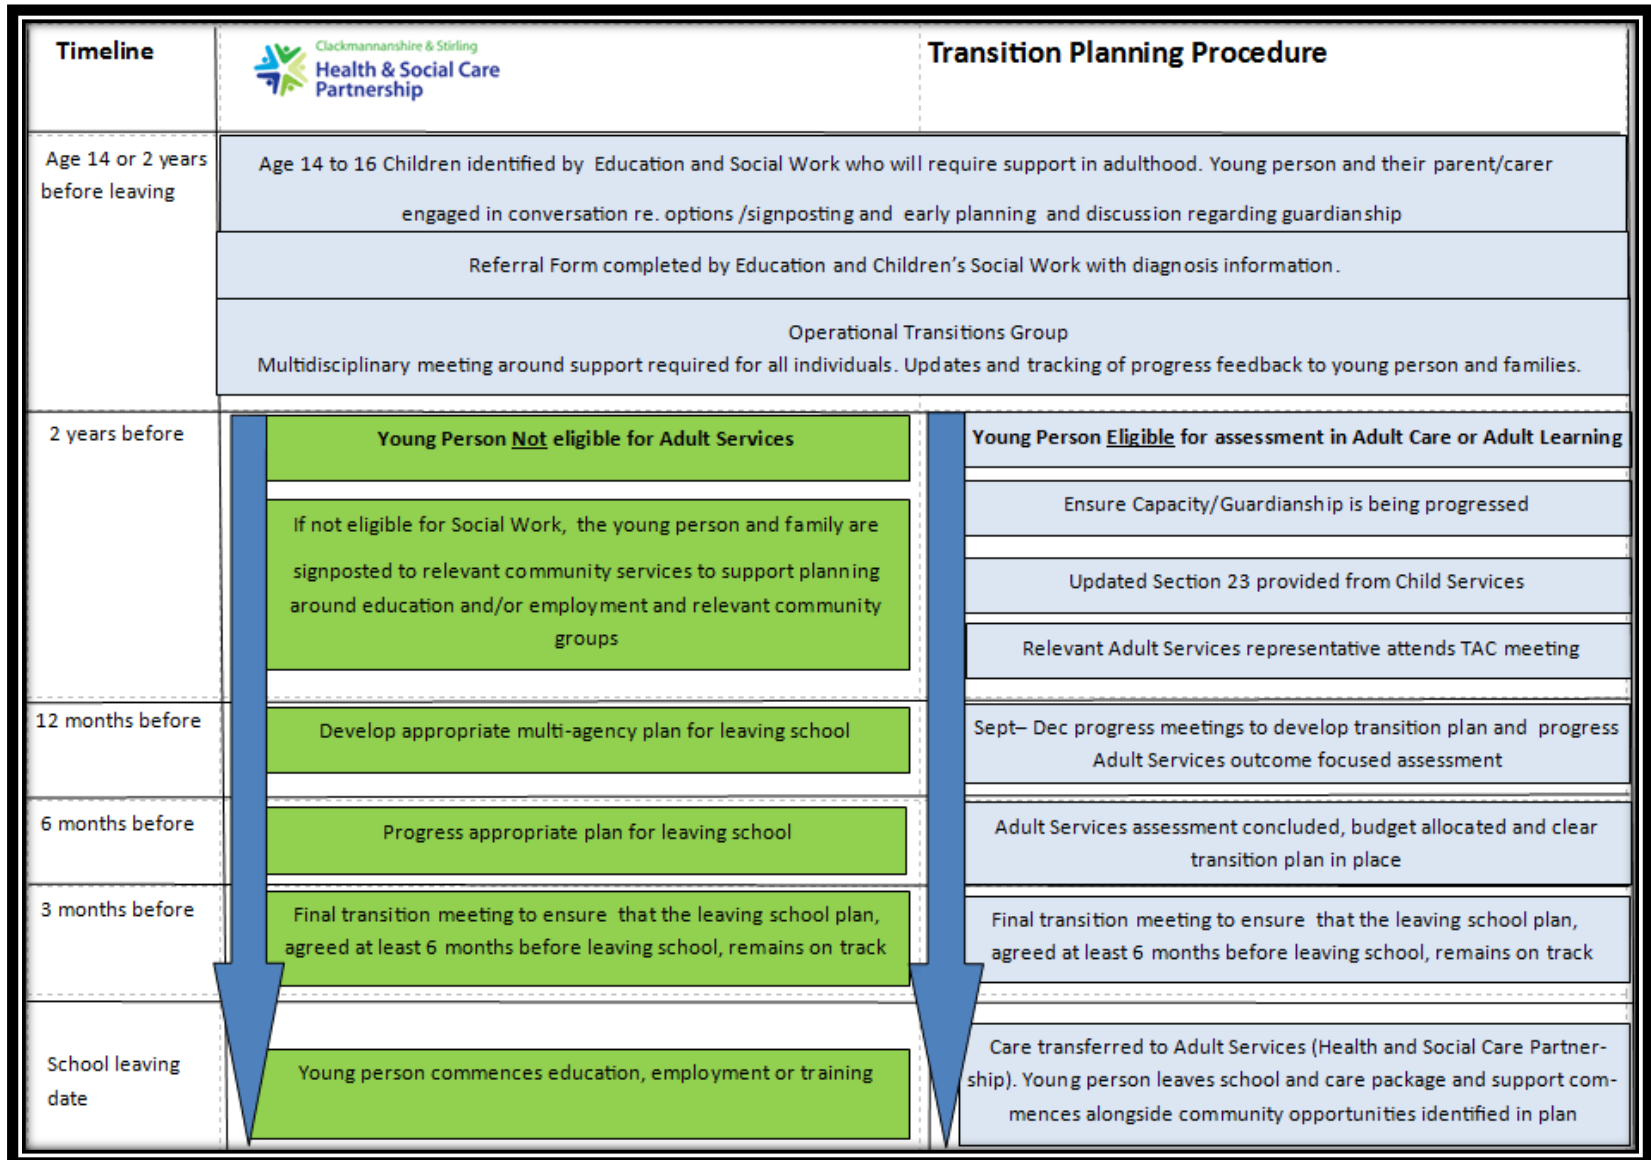 Timeline
Clackmannanshire & Stirling
Health & Social Care
Partnership
Transition Planning Procedure
Age 14 or 2 years
before leaving
Age 14 to 16 Children identified by Education and Social Work who will require support in adulthood. Young person and their parent/carer
engaged in conversation re. options /signposting and early planning and discussion regarding guardianship
Referral Form completed by Education and Children's Social Work with diagnosis information.
Operational Transitions Group
Multidisciplinary meeting around support required for all individuals. Updates and tracking of progress feedback to young person and families.
2 years before
Young Person Not eligible for Adult Services
If not eligible for Social Work, the young person and family are
signposted to relevant community services to support planning
around education and/or employment and relevant community
groups
Young Person Eligible for assessment in Adult Care or Adult Learning
Ensure Capacity/Guardianship is being progressed
Updated Section 23 provided from Child Services
Relevant Adult Services representative attends TAC meeting
12 months before
Develop appropriate multi-agency plan for leaving school
Sept– Dec progress meetings to develop transition plan and progress
Adult Services outcome focused assessment
6 months before
Progress appropriate plan for leaving school
Adult Services assessment concluded, budget allocated and clear
transition plan in place
3 months before
Final transition meeting to ensure that the leaving school plan,
agreed at least 6 months before leaving school, remains on track
Final transition meeting to ensure that the leaving school plan,
agreed at least 6 months before leaving school, remains on track
School leaving
date
Young person commences education, employment or training
Care transferred to Adult Services (Health and Social Care Partner-
ship). Young person leaves school and care package and support com-
mences alongside community opportunities identified in plan